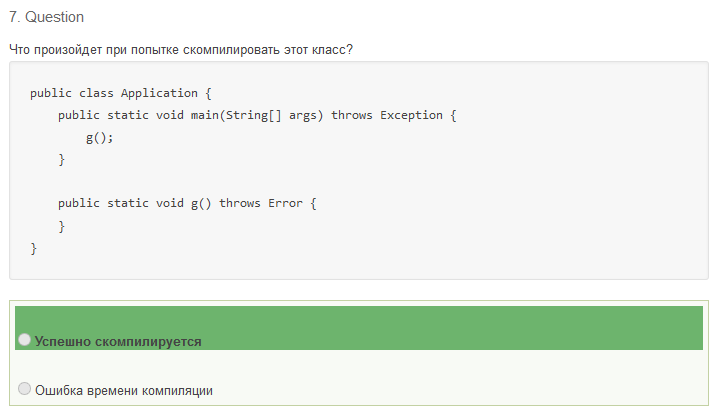 7. Question
Что произойдет при попытке скомпилировать этот класс?
public class Application {
    public static void main(String[] args) throws Exception {
        g();
    }

    public static void g() throws Error {
    }
}
Успешно скомпилируется
Ошибка времени компиляции